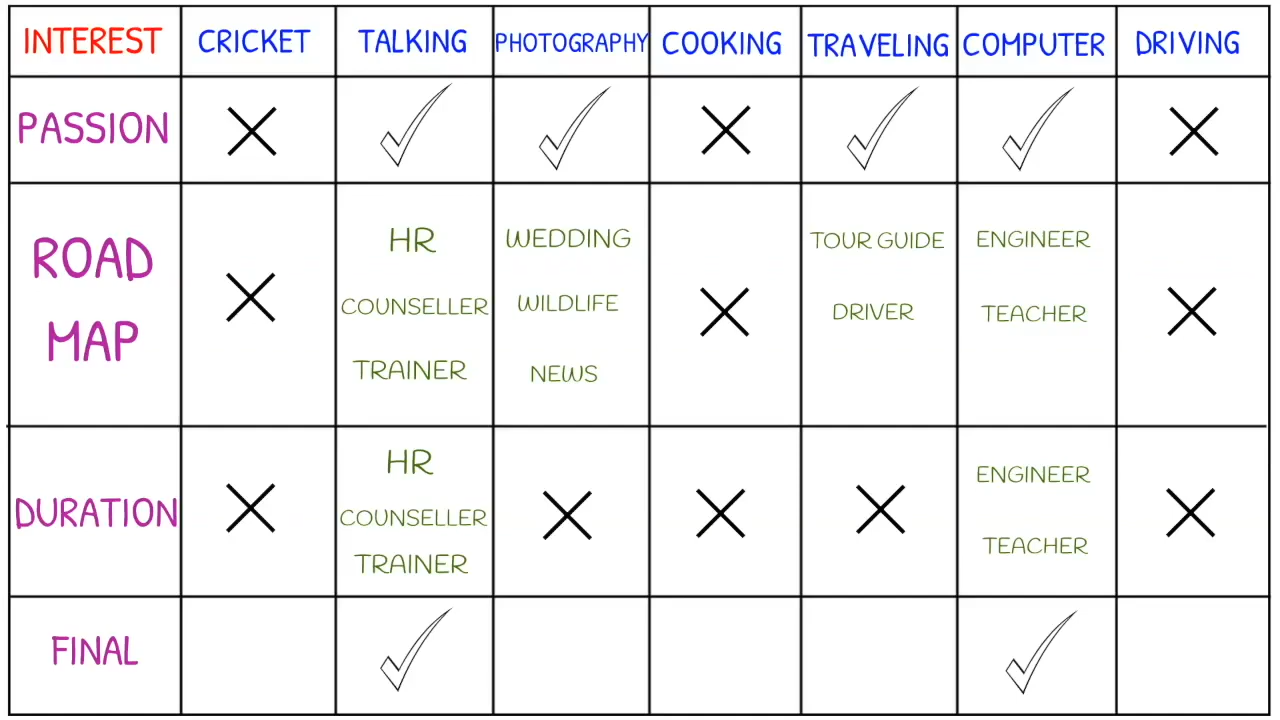 INTEREST CRICKET TALKING PHOTOGRAPHY COOKING TRAVELING COMPUTER DRIVING
PASSION
ROAD
MAP
HR
COUNSELLER
TRAINER
WEDDING
WILDLIFE
NEWS
TOUR GUIDE
DRIVER
ENGINEER
TEACHER
DURATION
HR
COUNSELLER
TRAINER
ENGINEER
TEACHER
FINAL